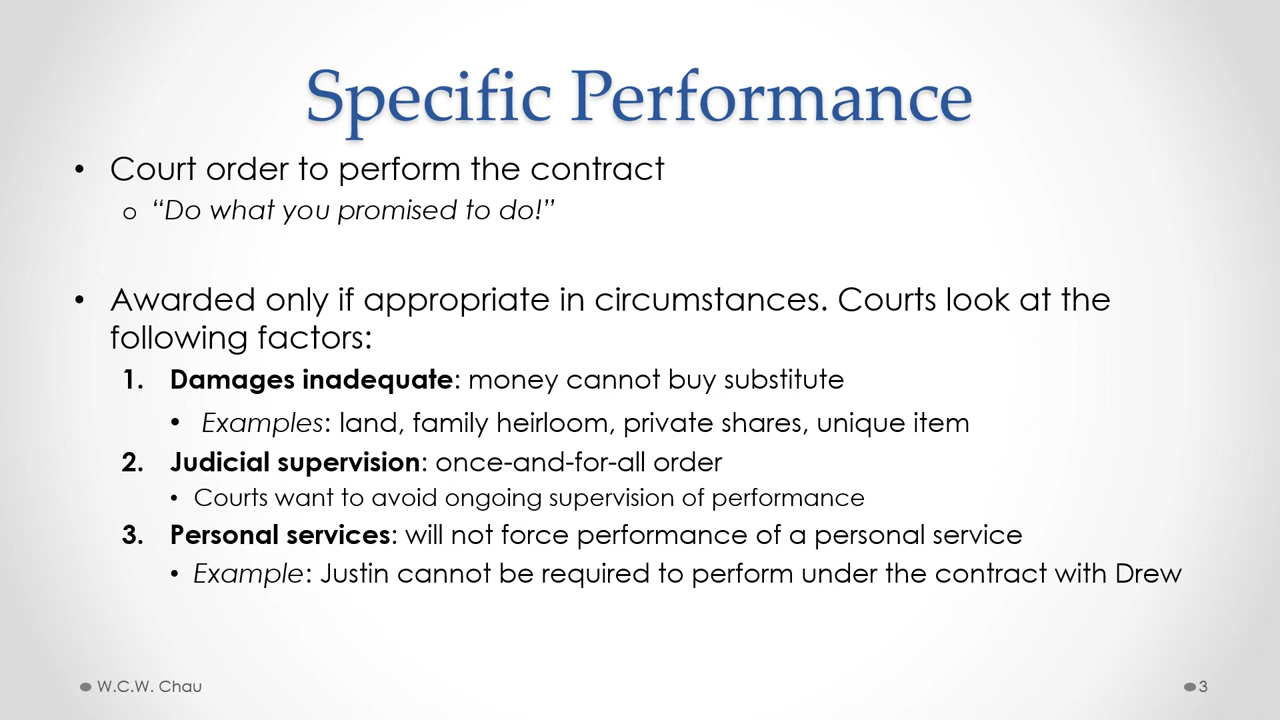 Specific Performance
• Court order to perform the contract
o “Do what you promised to do!”
• Awarded only if appropriate in circumstances. Courts look at the
following factors:
1. Damages inadequate: money cannot buy substitute
• Examples: land, family heirloom, private shares, unique item
2. Judicial supervision: once-and-for-all order
• Courts want to avoid ongoing supervision of performance
3. Personal services: will not force performance of a personal service
• Example: Justin cannot be required to perform under the contract with Drew
W.C.W. Chau
3